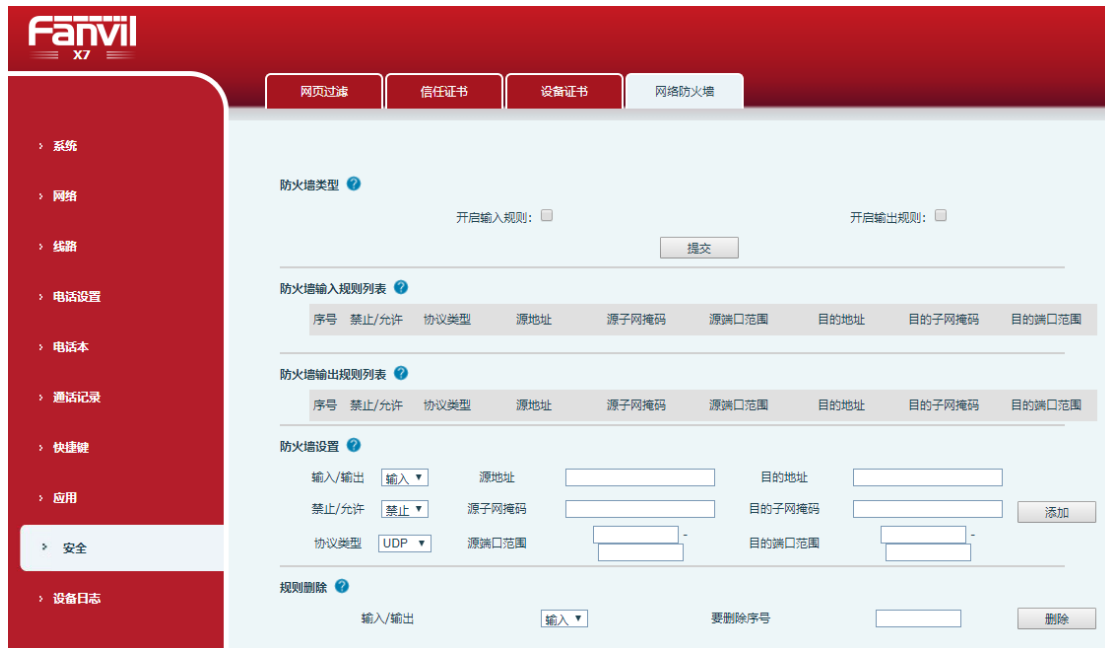 Fanvil
X7
网页过滤 信任证书 设备证书 网络防火墙
系统
网络
线路
电话设置
电话本
通话记录
快捷键
应用
安全
设备日志
防火墙类型 ?
开启输入规则: 开启输出规则:
提交
防火墙输入规则列表 ?
序号 禁止/允许 协议类型 源地址 源子网掩码 源端口范围 目的地址 目的子网掩码 目的端口范围
防火墙输出规则列表 ?
序号 禁止/允许 协议类型 源地址 源子网掩码 源端口范围 目的地址 目的子网掩码 目的端口范围
防火墙设置 ?
输入/输出 输入 源地址 目的地址
禁止/允许 禁止 源子网掩码 目的子网掩码 添加
协议类型 UDP 源端口范围 - 目的端口范围 -
规则删除 ?
输入/输出 输入 要删除序号 删除